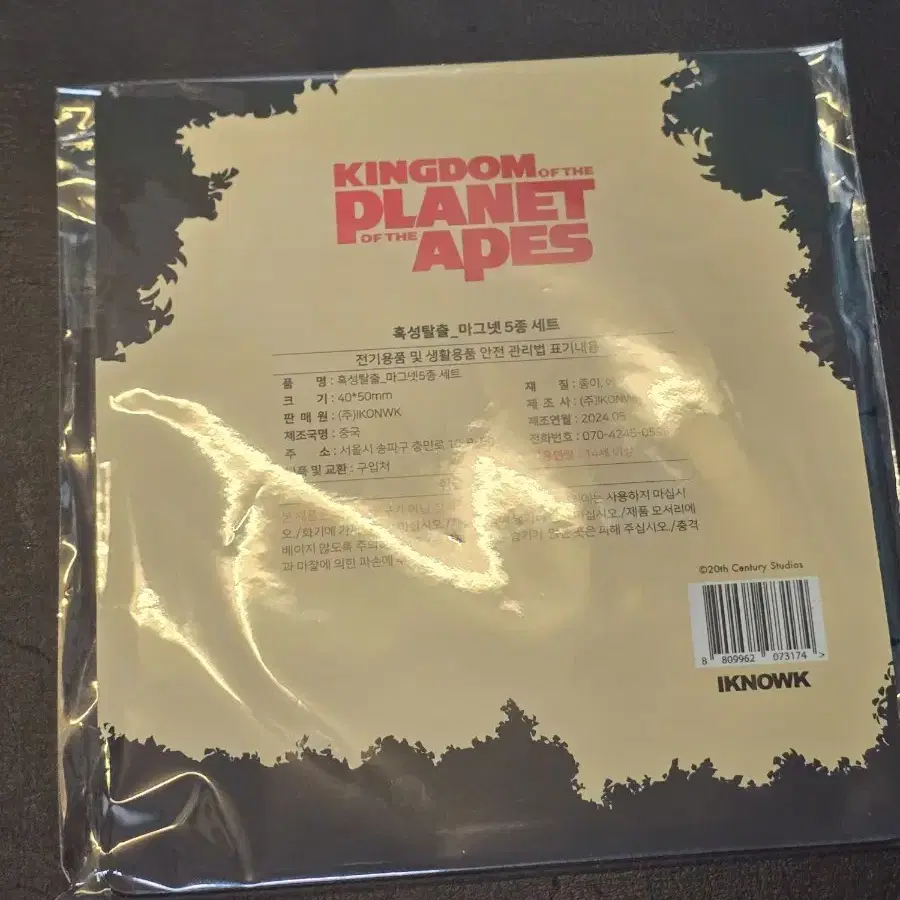 KINGDOM OF THE
PLANET
OF THE APES
혹성탈출_마그넷 5종 세트
전기용품 및 생활용품 안전 관리법 표기내용
품 명 : 혹성탈출_마그넷5종 세트
크 기 : 40*50mm
판 매 원 : (주)IKONWK
제조국명 : 중국
주 소 : 서울시 송파구 충민로
및 교환 : 구입처
재 질 : 종이,
제 조 사 : (주)IKONW
제조연월 : 2024.05
전화번호 : 070-4245-05
14세 이상
사용하지 마십시
오./화기에 마십시오./제품 모서리에
베이지 않도록 주의 곳은 피해 주십시오./충격
과 마찰에 의한 파손에
©20th Century Studios
8 809962 073174 >
IKNOWK